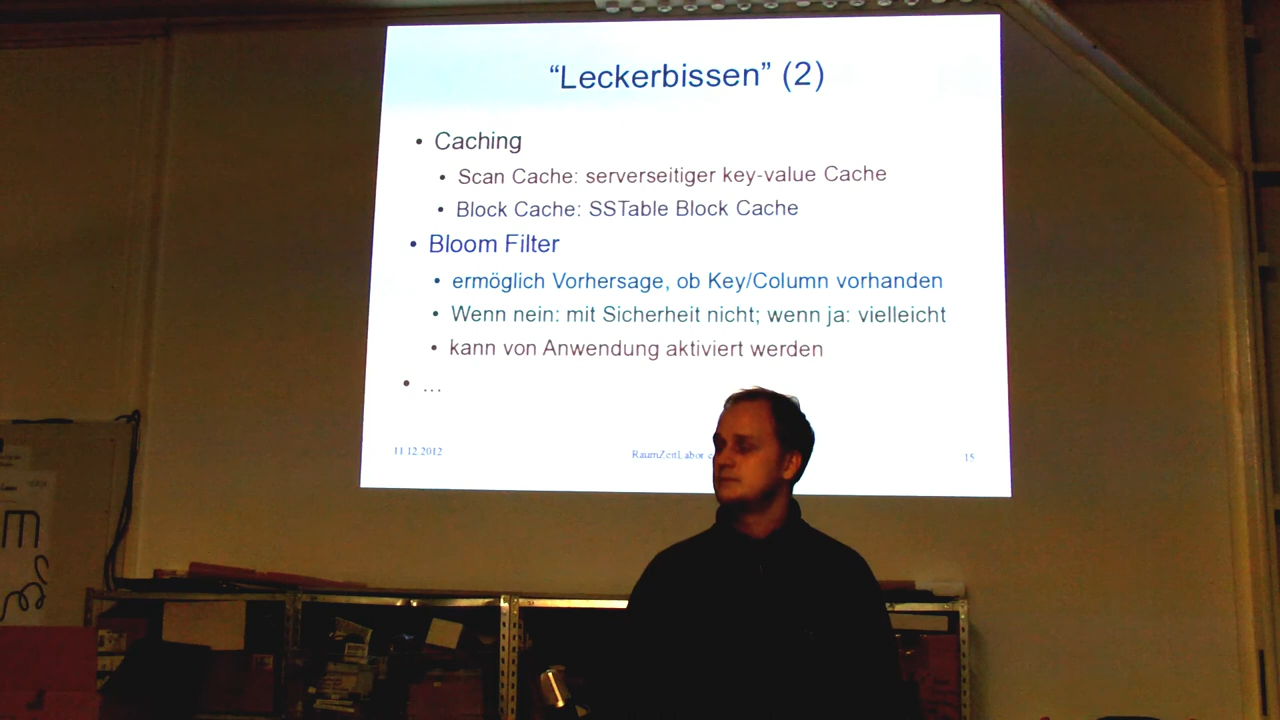 “Leckerbissen” (2)
• Caching
• Scan Cache: serverseitiger key-value Cache
• Block Cache: SSTable Block Cache
• Bloom Filter
• ermöglich Vorhersage, ob Key/Column vorhanden
• Wenn nein: mit Sicherheit nicht; wenn ja: vielleicht
• kann von Anwendung aktiviert werden
• ...
11.12.2012
RaumZeitLabor
15